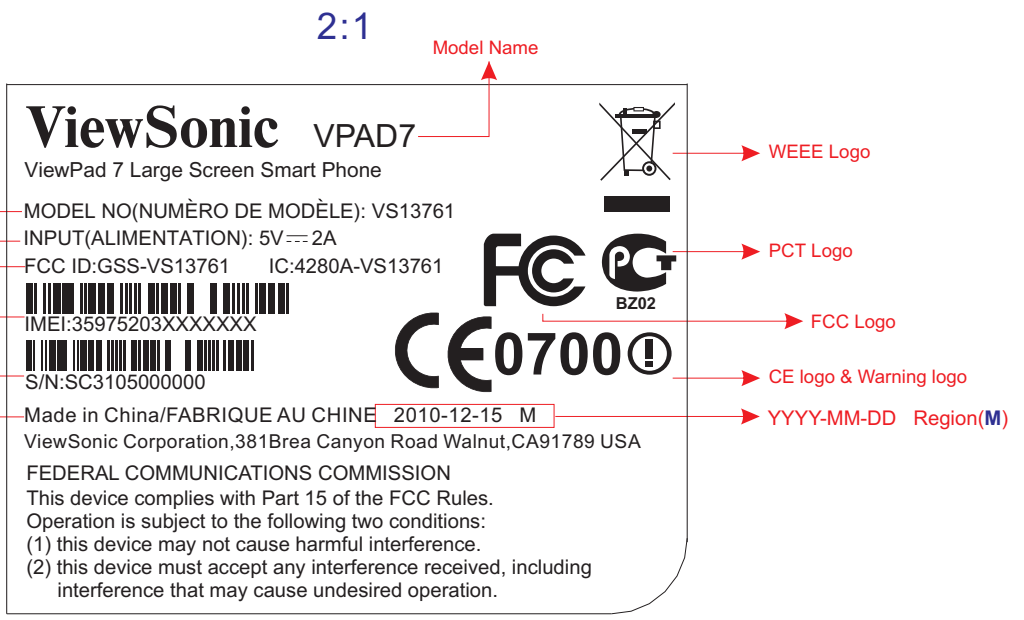 2:1
Model Name
ViewSonic VPAD7
ViewPad 7 Large Screen Smart Phone
WEEE Logo
MODEL NO(NUMÈRO DE MODÈLE): VS13761
INPUT(ALIMENTATION): 5V⎓2A
FCC ID:GSS-VS13761 IC:4280A-VS13761
FC
PCT
BZ02
PCT Logo
IMEI:35975203XXXXXXX
FCC Logo
CE0700
S/N:SC3105000000
CE logo & Warning logo
Made in China/FABRIQUE AU CHINE 2010-12-15 M
YYYY-MM-DD Region(M)
ViewSonic Corporation,381Brea Canyon Road Walnut,CA91789 USA
FEDERAL COMMUNICATIONS COMMISSION
This device complies with Part 15 of the FCC Rules.
Operation is subject to the following two conditions:
(1) this device may not cause harmful interference.
(2) this device must accept any interference received, including
interference that may cause undesired operation.